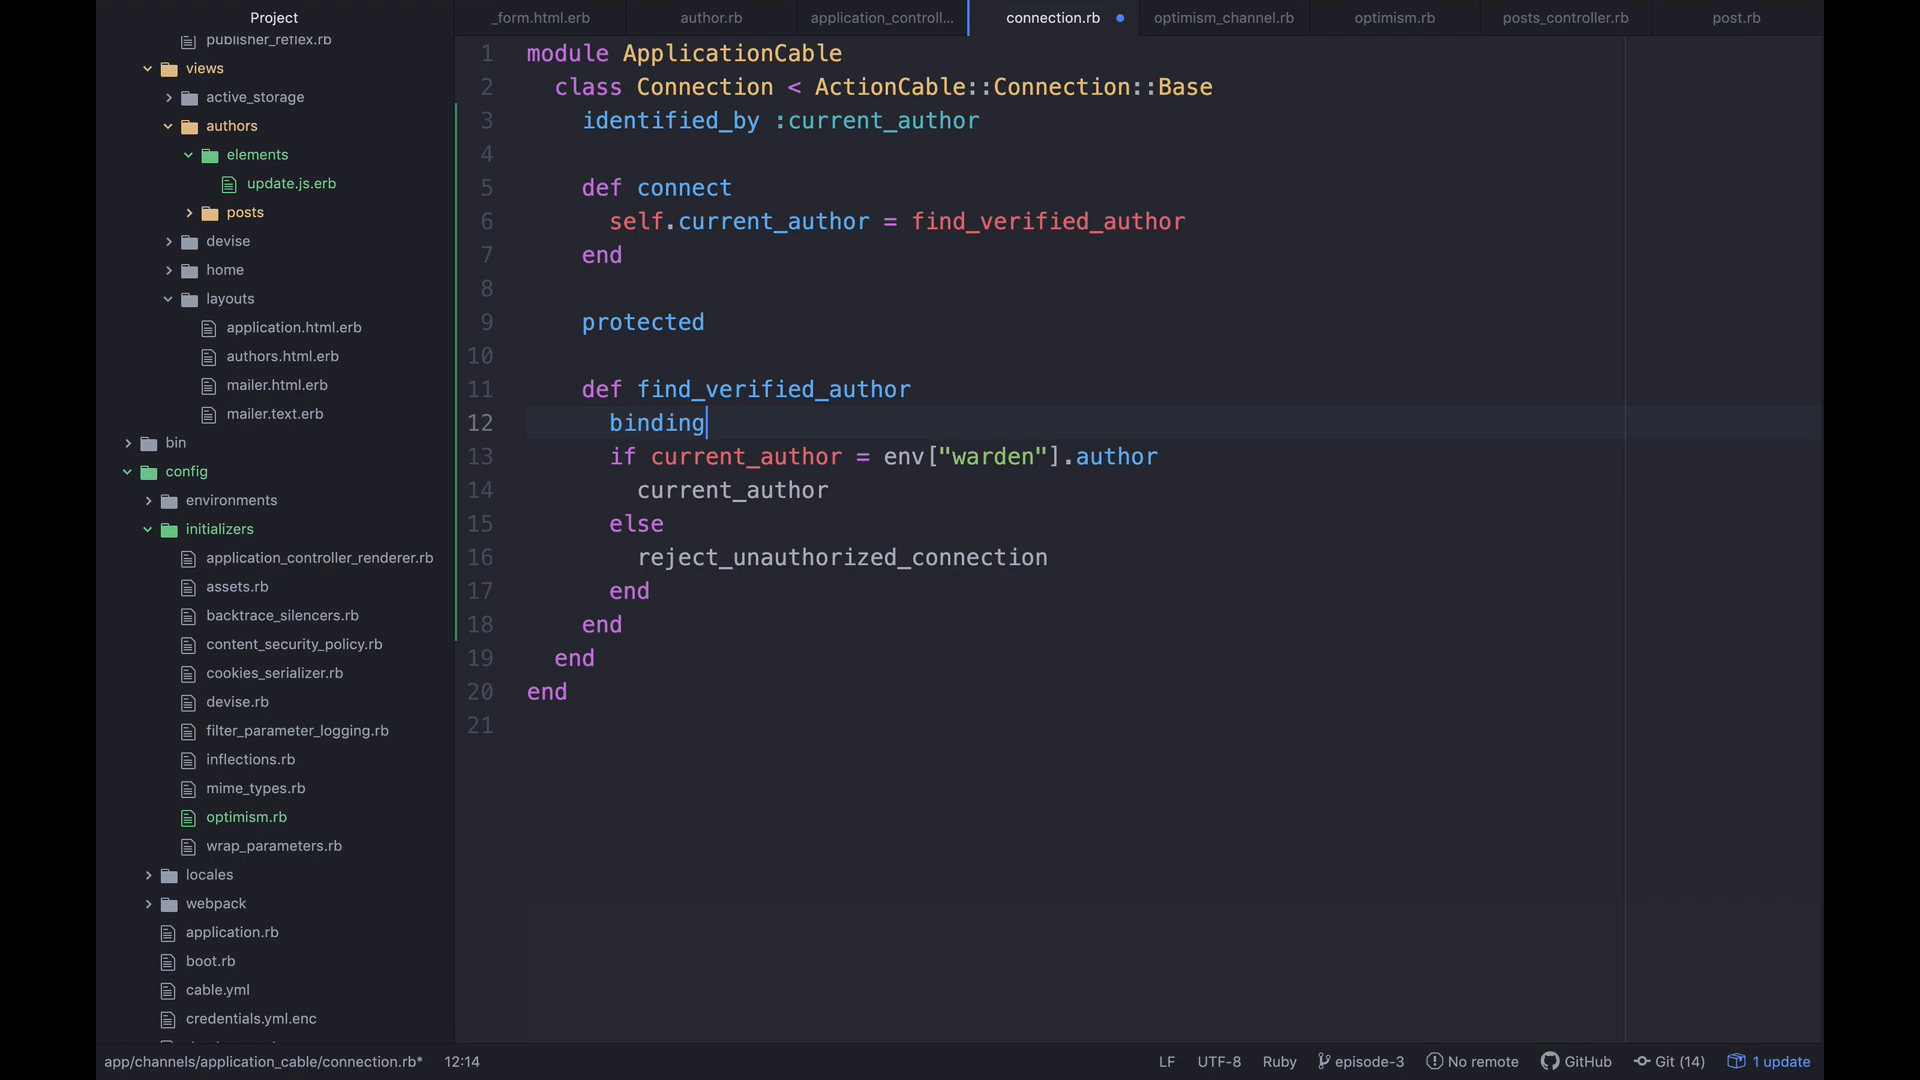 Project
publisher_reflex.rb
views
active_storage
authors
elements
update.js.erb
posts
devise
home
layouts
application.html.erb
authors.html.erb
mailer.html.erb
mailer.text.erb
bin
config
environments
initializers
application_controller_renderer.rb
assets.rb
backtrace_silencers.rb
content_security_policy.rb
cookies_serializer.rb
devise.rb
filter_parameter_logging.rb
inflections.rb
mime_types.rb
optimism.rb
wrap_parameters.rb
locales
webpack
application.rb
boot.rb
cable.yml
credentials.yml.enc
_form.html.erb author.rb application_controll... connection.rb optimism_channel.rb optimism.rb posts_controller.rb post.rb
1 module ApplicationCable
2 class Connection < ActionCable::Connection::Base
3 identified_by :current_author
4
5 def connect
6 self.current_author = find_verified_author
7 end
8
9 protected
10
11 def find_verified_author
12 binding
13 if current_author = env["warden"].author
14 current_author
15 else
16 reject_unauthorized_connection
17 end
18 end
19 end
20 end
21
app/channels/application_cable/connection.rb* 12:14 LF UTF-8 Ruby episode-3 No remote GitHub Git (14) 1 update